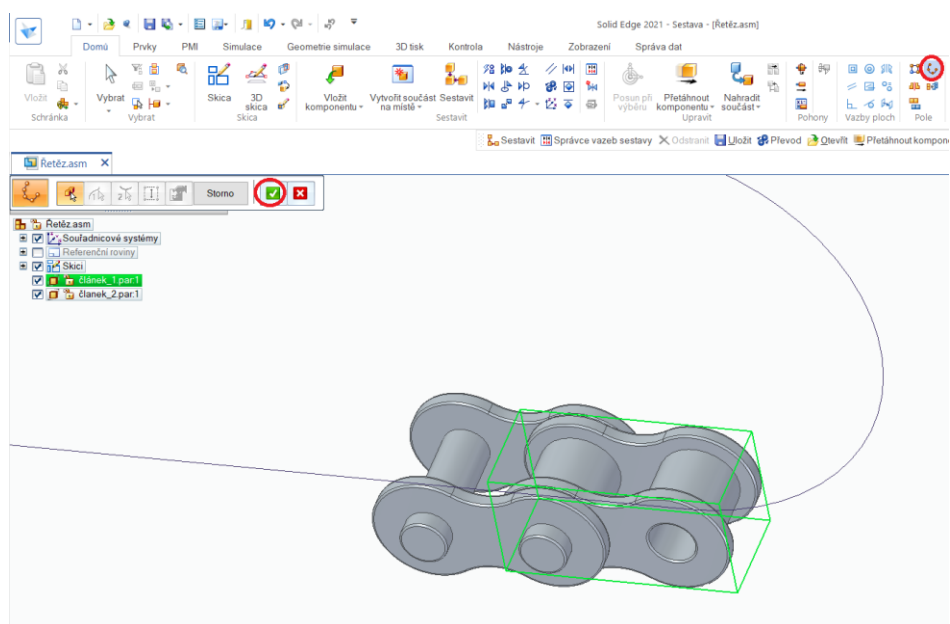 Solid Edge 2021 - Sestava - [Řetěz.asm]
Domů Prvky PMI Simulace Geometrie simulace 3D tisk Kontrola Nástroje Zobrazení Správa dat
Vložit Vybrat Skica 3D skica Vložit komponentu Vytvořit součást na místě Sestavit Posun při výběru Přetáhnout komponentu Nahradit součást
Schránka Vybrat Skica Sestavit Upravit Pohony Vazby ploch Pole
Sestavit Správce vazeb sestavy Odstranit Uložit Převod Otevřít Přetáhnout kompon
Řetěz.asm
Storno
Řetěz.asm
Souřadnicové systémy
Referenční roviny
Skici
článek_1.par:1
članek_2.par:1